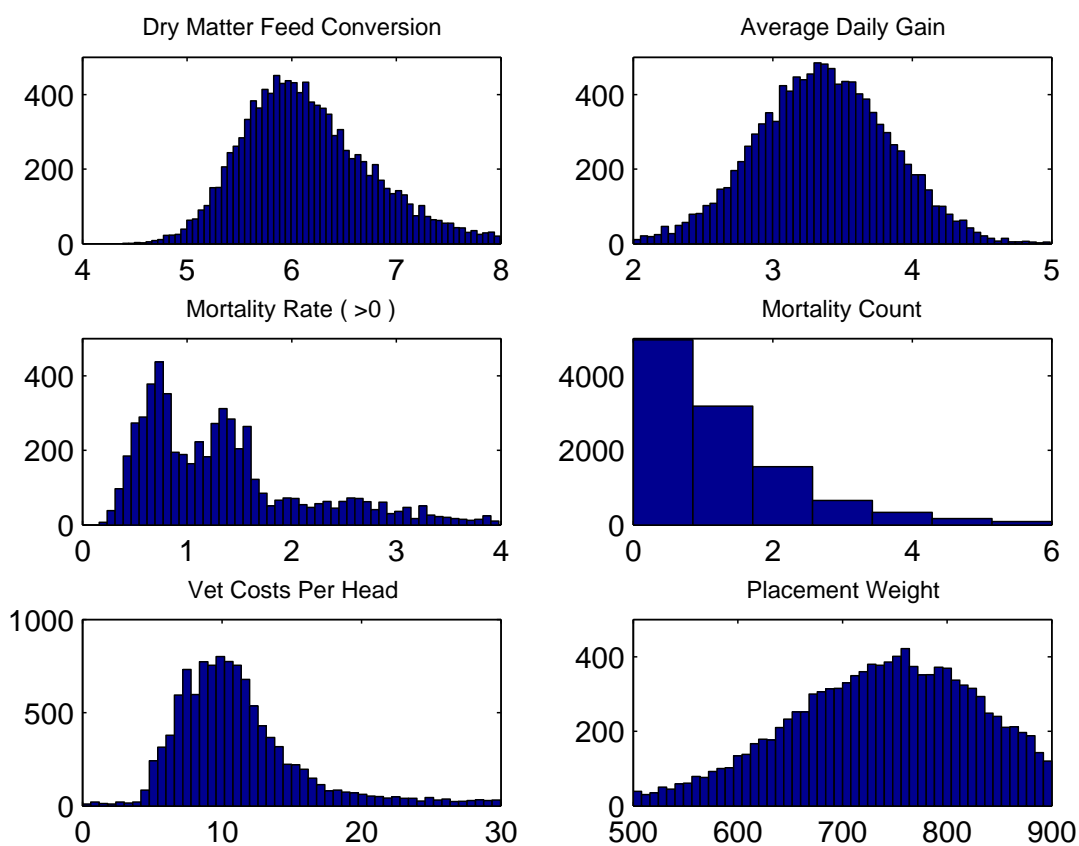 Dry Matter Feed Conversion
Average Daily Gain
400
200
0
4 5 6 7 8
400
200
0
2 3 4 5
Mortality Rate ( >0 )
Mortality Count
400
200
0
0 1 2 3 4
4000
2000
0
0 2 4 6
Vet Costs Per Head
Placement Weight
1000
500
0
0 10 20 30
400
200
0
500 600 700 800 900